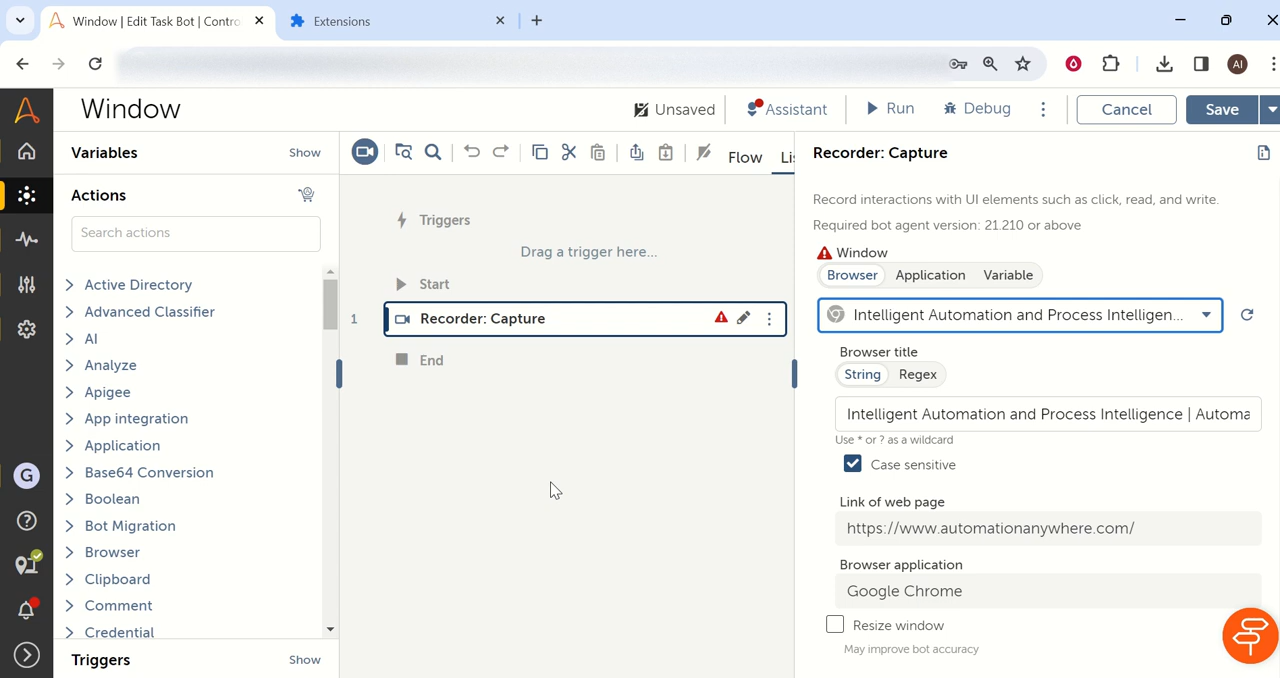 Window | Edit Task Bot | Contro
Extensions
AI
Window
Unsaved
Assistant
Run
Debug
Cancel
Save
Variables
Show
Actions
Search actions
Active Directory
Advanced Classifier
AI
Analyze
Apigee
App integration
Application
Base64 Conversion
Boolean
Bot Migration
Browser
Clipboard
Comment
Credential
Triggers
Show
G
Flow
Lis
Triggers
Drag a trigger here...
Start
1
Recorder: Capture
End
Recorder: Capture
Record interactions with UI elements such as click, read, and write.
Required bot agent version: 21.210 or above
Window
Browser
Application
Variable
Intelligent Automation and Process Intelligen...
Browser title
String
Regex
Intelligent Automation and Process Intelligence | Automa
Use * or ? as a wildcard
Case sensitive
Link of web page
https://www.automationanywhere.com/
Browser application
Google Chrome
Resize window
May improve bot accuracy